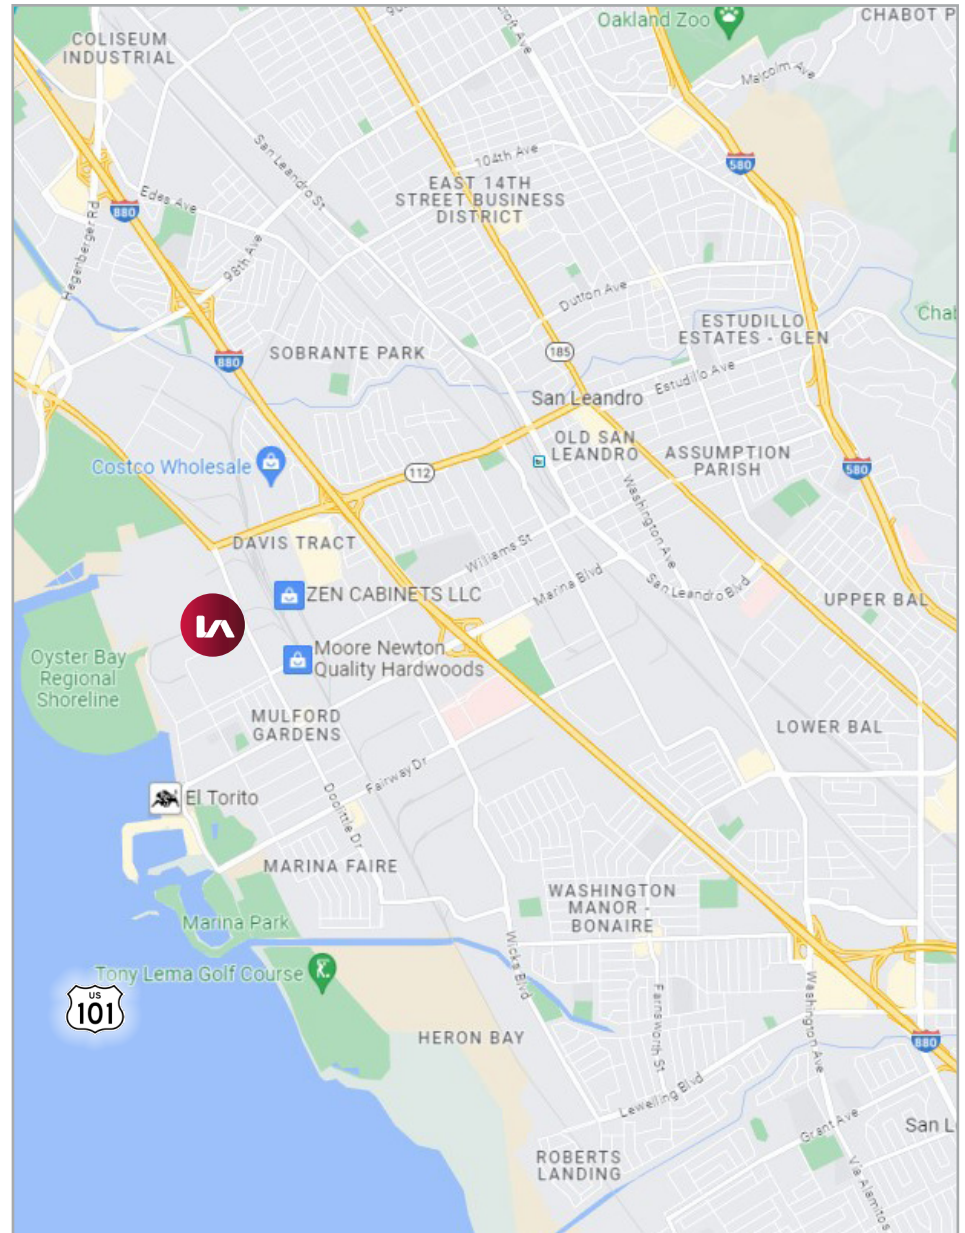 Oakland Zoo
CHABOT P
COLISEUM
INDUSTRIAL
Malcolm Ave
San Leandro St
104th Ave
580
EAST 14TH
STREET BUSINESS
DISTRICT
Edes Ave
880
Hegenberger Rd
98th Ave
Dutton Ave
ESTUDILLO
ESTATES - GLEN
Chab
SOBRANTE PARK
880
185
Estudillo Ave
San Leandro
OLD SAN
LEANDRO
ASSUMPTION
PARISH
Costco Wholesale
112
580
Washington Ave
DAVIS TRACT
Williams St
Marina Blvd
San Leandro Blvd
ZEN CABINETS LLC
UPPER BAL
Moore Newton
Quality Hardwoods
Oyster Bay
Regional
Shoreline
MULFORD
GARDENS
LOWER BAL
Fairway Dr
El Torito
Doolittle Dr
MARINA FAIRE
WASHINGTON
MANOR -
BONAIRE
Marina Park
Wicks Blvd
Tony Lema Golf Course
US
101
Farnsworth St
Washington Ave
HERON BAY
880
Lewelling Blvd
Grant Ave
San L
ROBERTS
LANDING
Via Alamitos